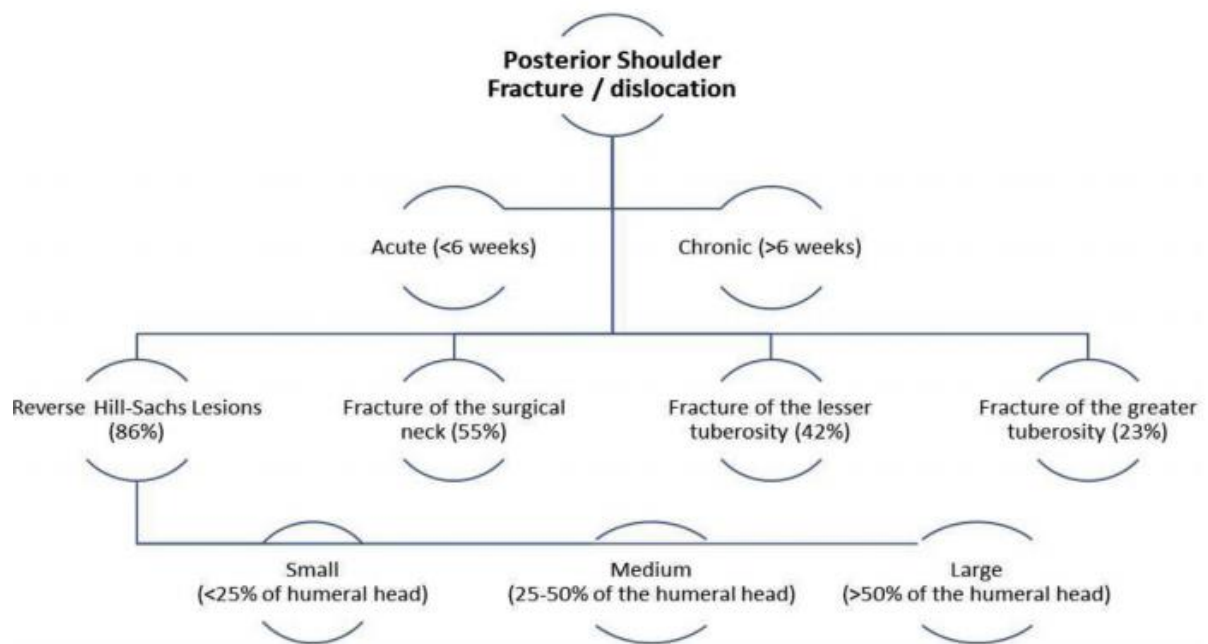 Posterior Shoulder
Fracture / dislocation
Acute (<6 weeks)
Chronic (>6 weeks)
Reverse Hill-Sachs Lesions
(86%)
Fracture of the surgical
neck (55%)
Fracture of the lesser
tuberosity (42%)
Fracture of the greater
tuberosity (23%)
Small
(<25% of humeral head)
Medium
(25-50% of the humeral head)
Large
(>50% of the humeral head)